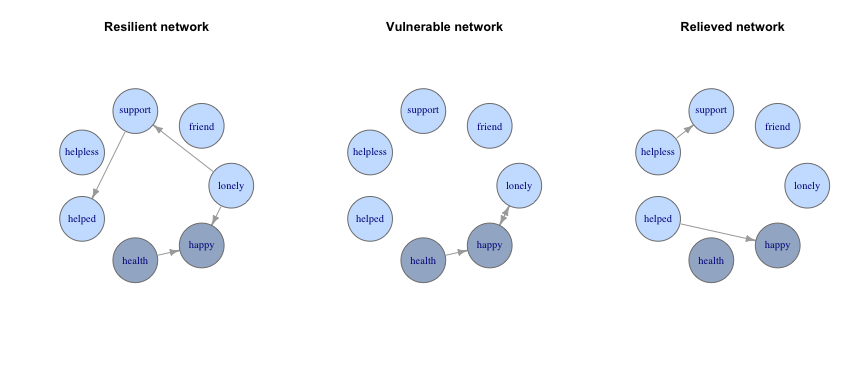 Resilient network
support
friend
helpless
lonely
helped
happy
health
Vulnerable network
support
friend
helpless
lonely
helped
happy
health
Relieved network
support
friend
helpless
lonely
helped
happy
health